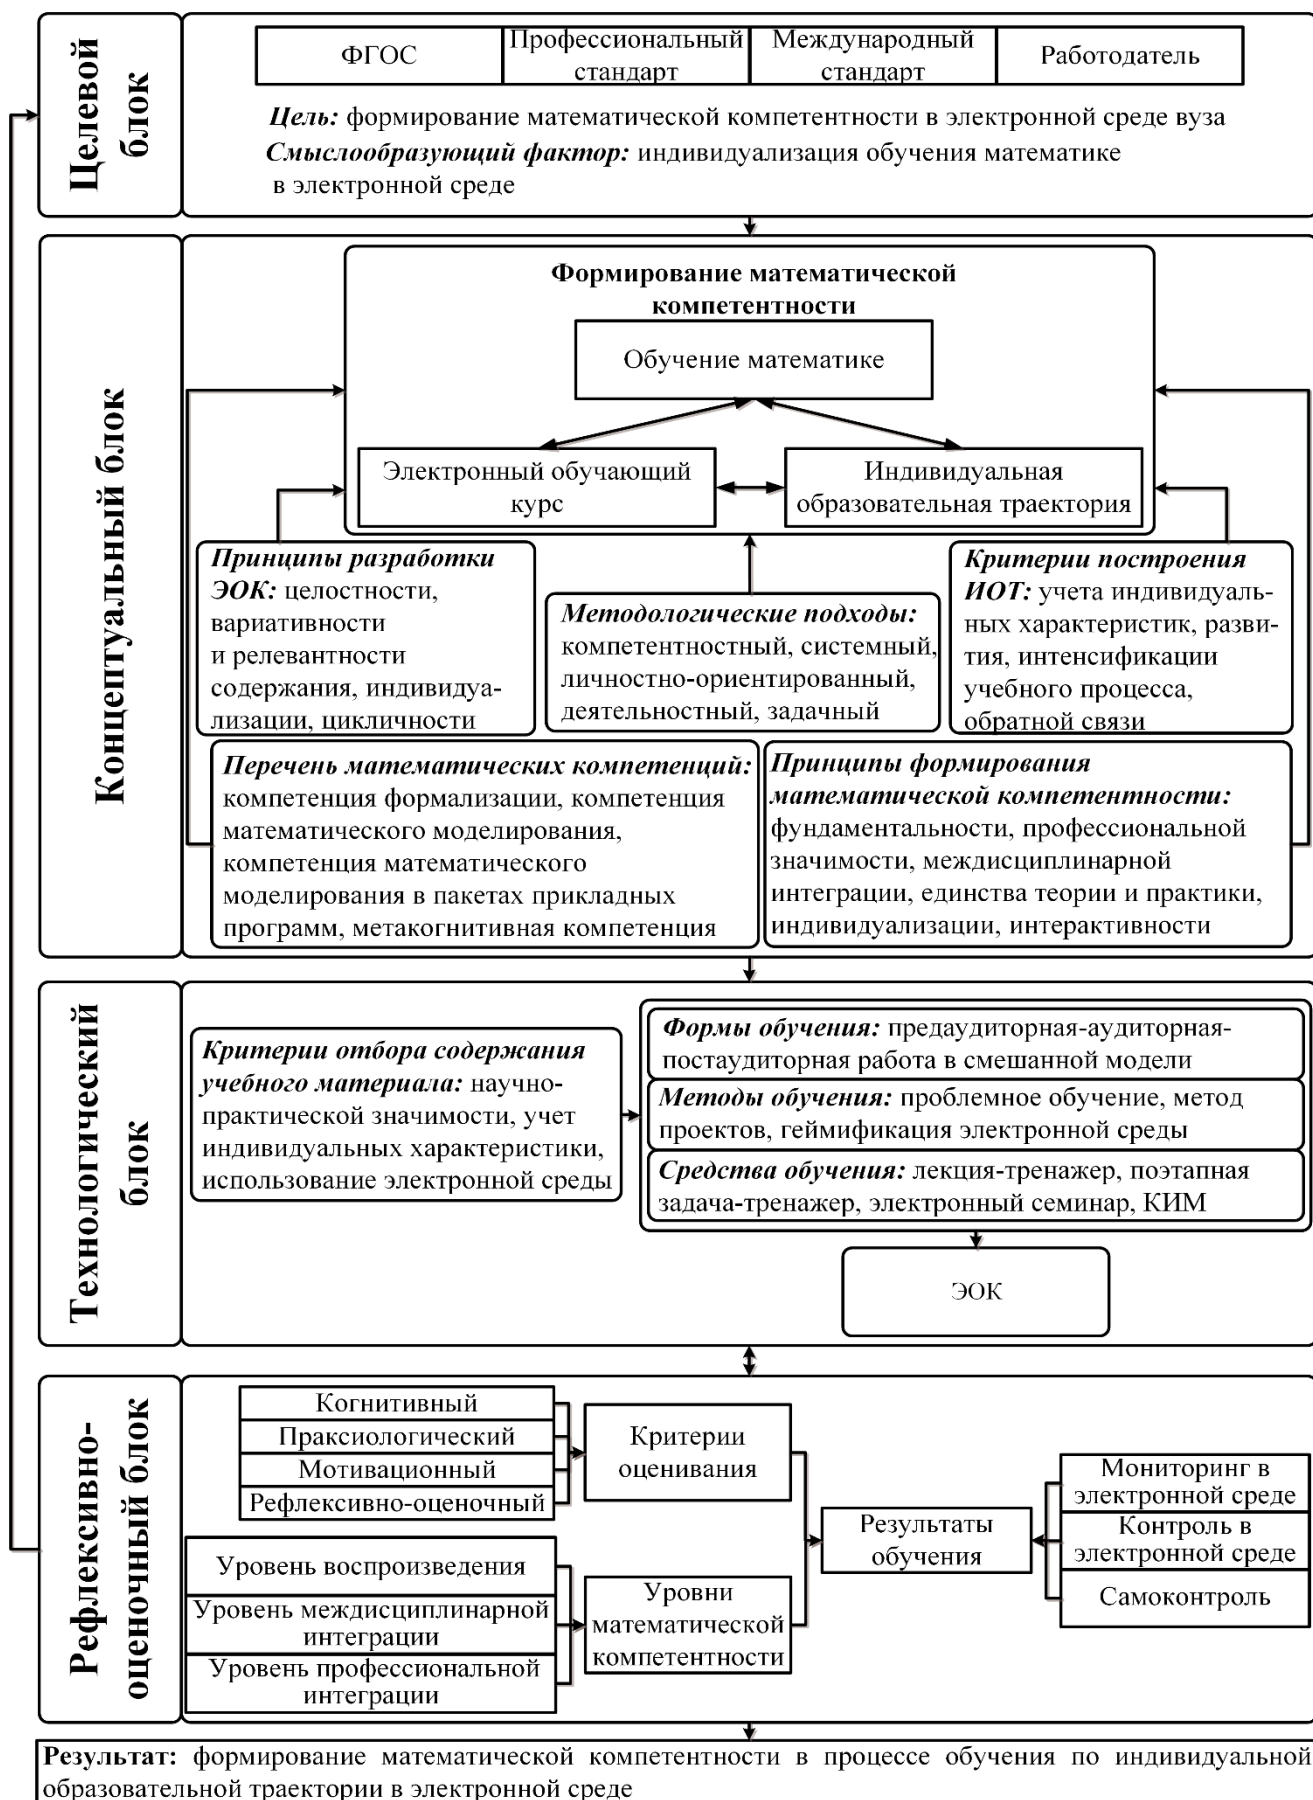 Целевой
блок
ФГОС
Профессиональный
стандарт
Международный
стандарт
Работодатель
Цель: формирование математической компетентности в электронной среде вуза
Смыслообразующий фактор: индивидуализация обучения математике
в электронной среде
Концептуальный блок
Формирование математической
компетентности
Обучение математике
Электронный обучающий
курс
Индивидуальная
образовательная траектория
Принципы разработки
ЭОК: целостности,
вариативности
и релевантности
содержания, индивидуа-
лизации, цикличности
Методологические подходы:
компетентностный, системный,
личностно-ориентированный,
деятельностный, задачный
Критерии построения
ИОТ: учета индивидуаль-
ных характеристик, разви-
тия, интенсификации
учебного процесса,
обратной связи
Перечень математических компетенций:
компетенция формализации, компетенция
математического моделирования,
компетенция математического
моделирования в пакетах прикладных
программ, метакогнитивная компетенция
Принципы формирования
математической компетентности:
фундаментальности, профессиональной
значимости, междисциплинарной
интеграции, единства теории и практики,
индивидуализации, интерактивности
Технологический
блок
Критерии отбора содержания
учебного материала: научно-
практической значимости, учет
индивидуальных характеристики,
использование электронной среды
Формы обучения: предаудиторная-аудиторная-
постаудиторная работа в смешанной модели
Методы обучения: проблемное обучение, метод
проектов, геймификация электронной среды
Средства обучения: лекция-тренажер, поэтапная
задача-тренажер, электронный семинар, КИМ
ЭОК
Рефлексивно-
оценочный блок
Когнитивный
Праксиологический
Мотивационный
Рефлексивно-оценочный
Критерии
оценивания
Уровень воспроизведения
Уровень междисциплинарной
интеграции
Уровень профессиональной
интеграции
Уровни
математической
компетентности
Результаты
обучения
Мониторинг в
электронной среде
Контроль в
электронной среде
Самоконтроль
Результат: формирование математической компетентности в процессе обучения по индивидуальной
образовательной траектории в электронной среде